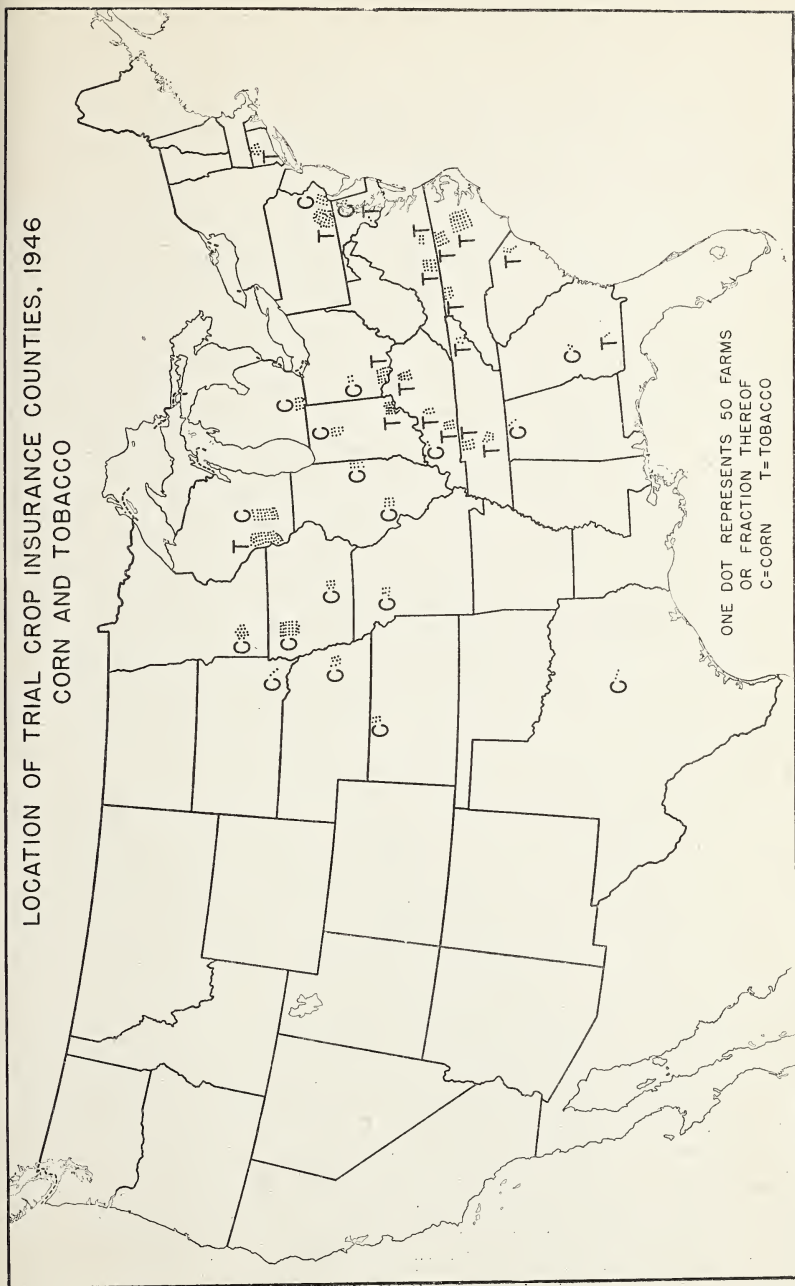 LOCATION OF TRIAL CROP INSURANCE COUNTIES, 1946
CORN AND TOBACCO
C
T
C
T
C
C
C
C
C
T
C
C
C
C
C
T
T
C
C
C
T
T
T
T
T
C
T
T
T
T
T
T
T
T
C
C
T
C
ONE DOT REPRESENTS 50 FARMS
OR FRACTION THEREOF
C=CORN T=TOBACCO